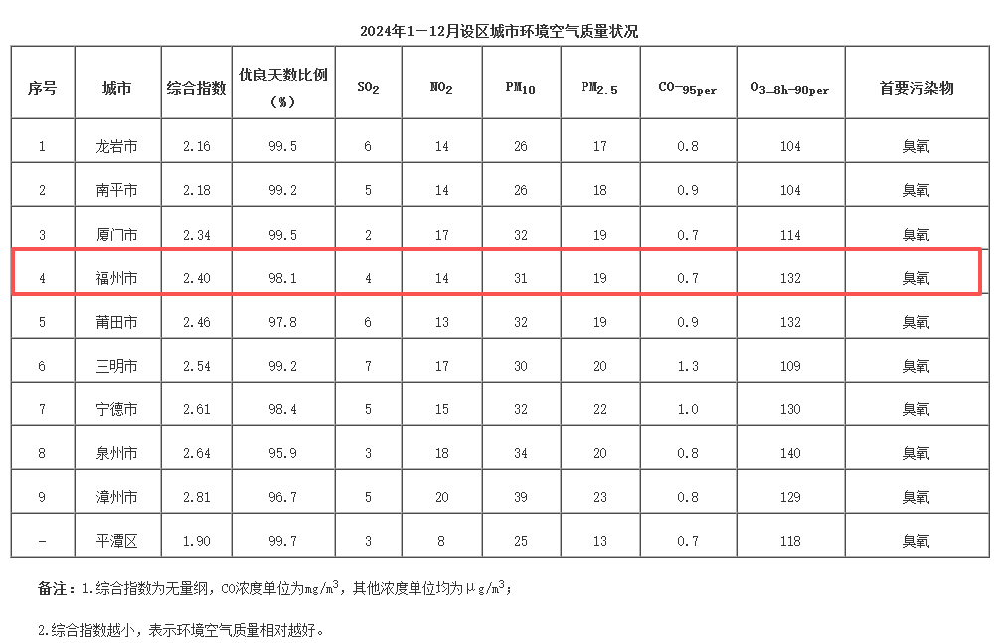 2024年1—12月设区城市环境空气质量状况
序号 城市 综合指数 优良天数比例（%） SO2 NO2 PM10 PM2.5 CO-95per O3_8h-90per 首要污染物
1 龙岩市 2.16 99.5 6 14 26 17 0.8 104 臭氧
2 南平市 2.18 99.2 5 14 26 18 0.9 104 臭氧
3 厦门市 2.34 99.5 2 17 32 19 0.7 114 臭氧
4 福州市 2.40 98.1 4 14 31 19 0.7 132 臭氧
5 莆田市 2.46 97.8 6 13 32 19 0.9 132 臭氧
6 三明市 2.54 99.2 7 17 30 20 1.3 109 臭氧
7 宁德市 2.61 98.4 5 15 32 22 1.0 130 臭氧
8 泉州市 2.64 95.9 3 18 34 20 0.8 140 臭氧
9 漳州市 2.81 96.7 5 20 39 23 0.8 129 臭氧
— 平潭区 1.90 99.7 3 8 25 13 0.7 118 臭氧
备注：1.综合指数为无量纲，CO浓度单位为mg/m3，其他浓度单位均为μg/m3；
2.综合指数越小，表示环境空气质量相对越好。